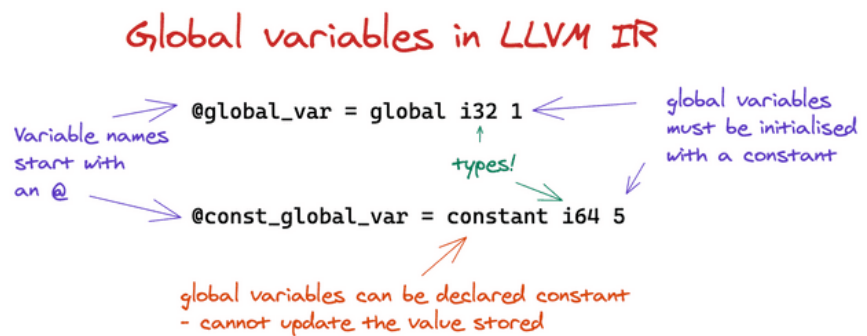 Global variables in LLVM IR
@global_var = global i32 1
global variables
must be initialised
with a constant
Variable names
start with
an @
types!
@const_global_var = constant i64 5
global variables can be declared constant
- cannot update the value stored